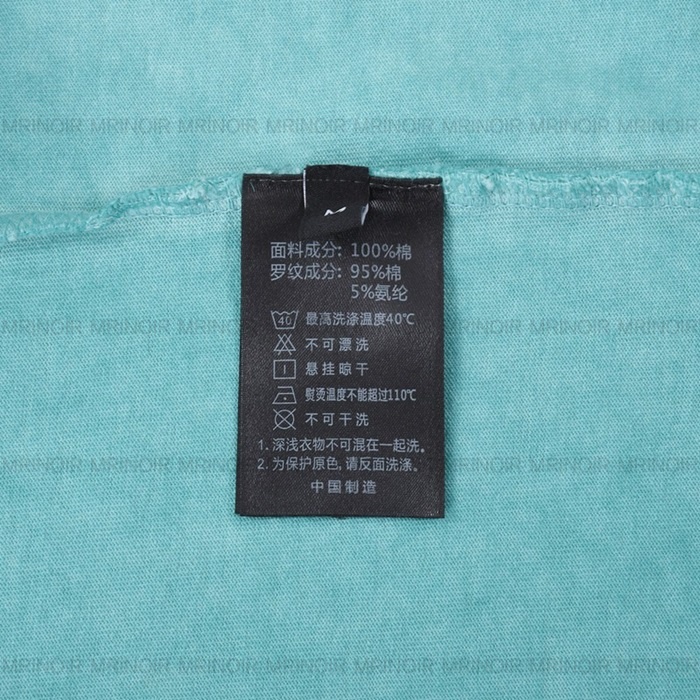 MRINOIR MRINOIR MRINOIR MRINOIR MRINOIR MRINOIR MRINOIR MRINOIR
面料成分: 100%棉
罗纹成分: 95%棉
5%氨纶
40 最高洗涤温度40℃
不可漂洗
悬挂晾干
熨烫温度不能超过110℃
不可干洗
1. 深浅衣物不可混在一起洗。
2. 为保护原色,请反面洗涤。
中国制造